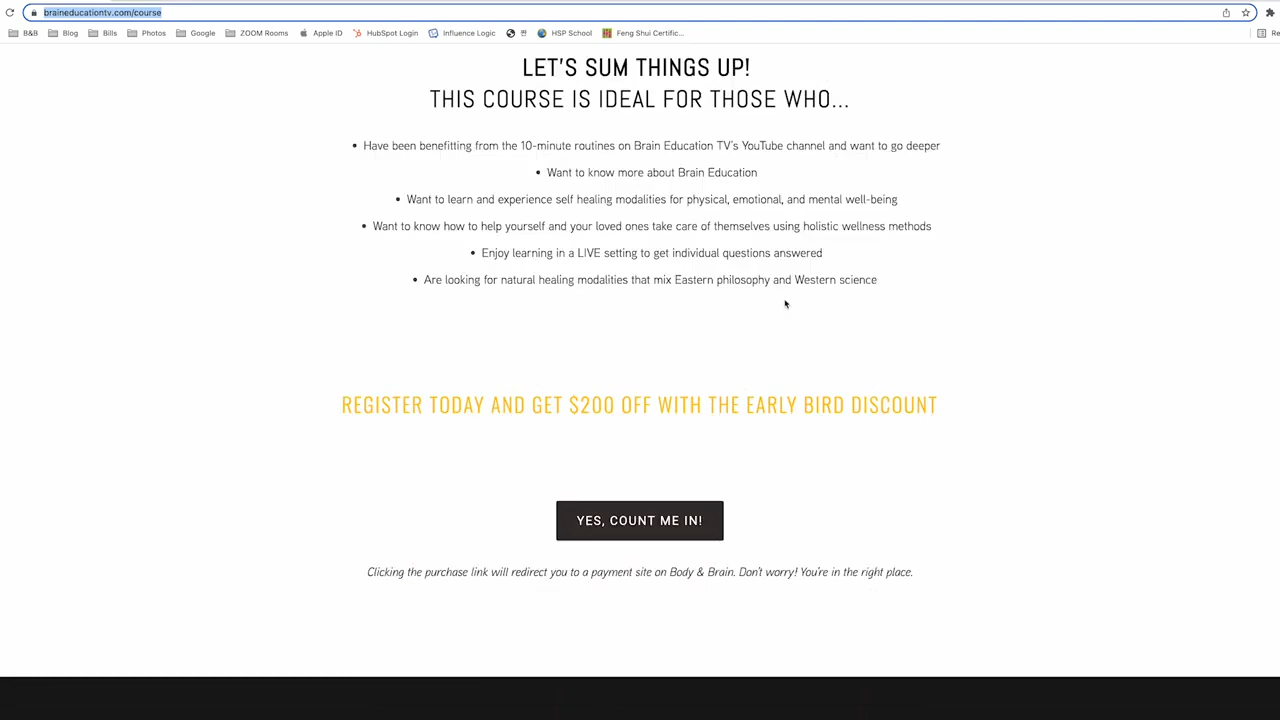 braineducationtv.com/course
B&B Blog Bills Photos Google ZOOM Rooms Apple ID HubSpot Login Influence Logic HSP School Feng Shui Certific... Re
LET'S SUM THINGS UP!
THIS COURSE IS IDEAL FOR THOSE WHO...
• Have been benefitting from the 10-minute routines on Brain Education TV's YouTube channel and want to go deeper
• Want to know more about Brain Education
• Want to learn and experience self healing modalities for physical, emotional, and mental well-being
• Want to know how to help yourself and your loved ones take care of themselves using holistic wellness methods
• Enjoy learning in a LIVE setting to get individual questions answered
• Are looking for natural healing modalities that mix Eastern philosophy and Western science
REGISTER TODAY AND GET $200 OFF WITH THE EARLY BIRD DISCOUNT
YES, COUNT ME IN!
Clicking the purchase link will redirect you to a payment site on Body & Brain. Don't worry! You're in the right place.